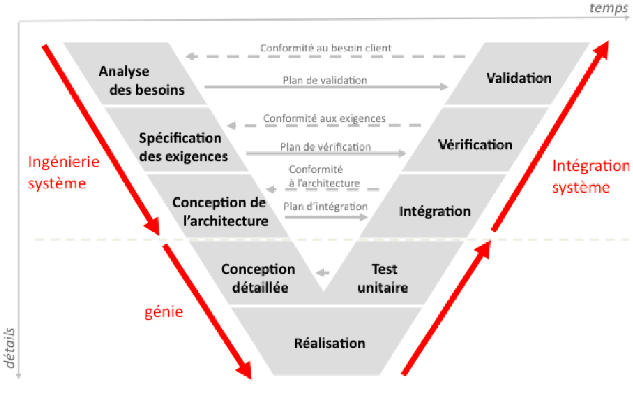 temps
Conformité au besoin client
Analyse
des besoins
Plan de validation
Validation
Conformité aux exigences
Spécification
des exigences
Plan de vérification
Vérification
Ingénierie
système
Conformité
à l'architecture
Intégration
système
Conception de
l'architecture
Plan d'intégration
Intégration
Conception
détaillée
Test
unitaire
génie
Réalisation
détails